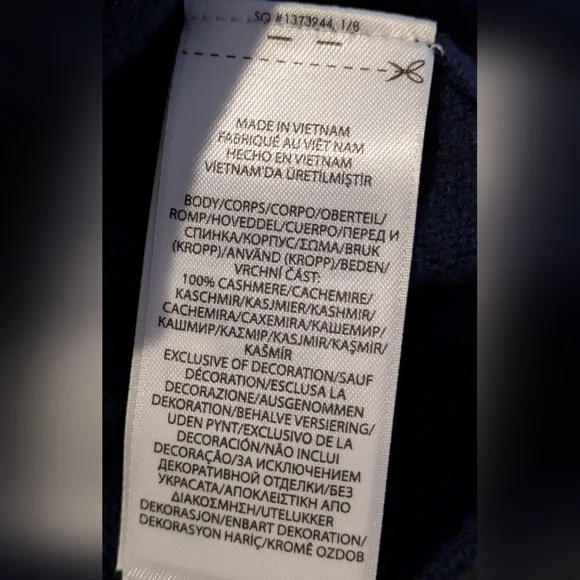 SO #1373944, 1/8
MADE IN VIETNAM
FABRIQUÉ AU VIÊT NAM
HECHO EN VIETNAM
VIETNAM'DA ÜRETİLMİŞTİR
BODY/CORPS/CORPO/OBERTEIL/
ROMP/HOVEDDEL/CUERPO/ПЕРЕД И
СПИНКА/КОРПУС/ΣΩΜΑ/BRUK
(KROPP)/ANVÄND (KROPP)/BEDEN/
VRCHNÍ ČÁST:
100% CASHMERE/CACHEMIRE/
KASCHMIR/KASJMIER/KASHMIR/
CACHEMIRA/CAXEMIRA/КАШЕМИР/
КАШМИР/ΚΑΣΜΙΡ/KASJMIR/KAŞMİR/
KAŠMÍR
EXCLUSIVE OF DECORATION/SAUF
DÉCORATION/ESCLUSA LA
DECORAZIONE/AUSGENOMMEN
DEKORATION/BEHALVE VERSIERING/
UDEN PYNT/EXCLUSIVO DE LA
DECORACIÓN/NÃO INCLUI
DECORAÇÃO/ЗА ИСКЛЮЧЕНИЕМ
ДЕКОРАТИВНОЙ ОТДЕЛКИ/БЕЗ
УКРАСАТА/ΑΠΟΚΛΕΙΣΤΙΚΗ ΑΠΟ
ΔΙΑΚΟΣΜΗΣΗ/UTELUKKER
DEKORASJON/ENBART DEKORATION/
DEKORASYON HARİÇ/KROMĚ OZDOB